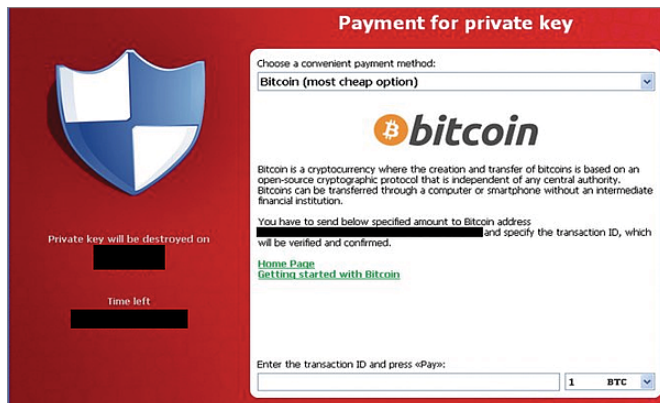 Payment for private key
Choose a convenient payment method:
Bitcoin (most cheap option)
bitcoin
Bitcoin is a cryptocurrency where the creation and transfer of bitcoins is based on an
open-source cryptographic protocol that is independent of any central authority.
Bitcoins can be transferred through a computer or smartphone without an intermediate
financial institution.
You have to send below specified amount to Bitcoin address
and specify the transaction ID, which
will be verified and confirmed.
Private key will be destroyed on
Home Page
Getting started with Bitcoin
Time left
Enter the transaction ID and press «Pay»:
1 BTC